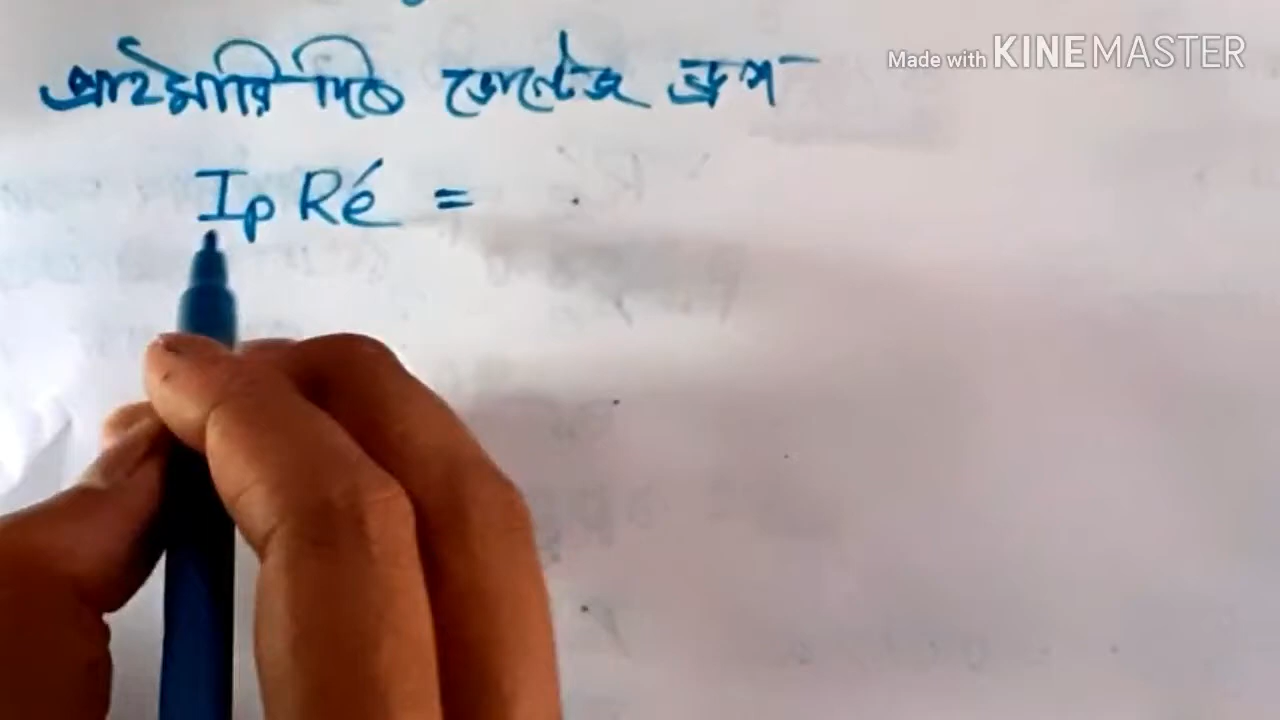 Made with KINEMASTER
প্রাইমারি দিকে ভোল্টেজ ড্রপ
Ip Ré =